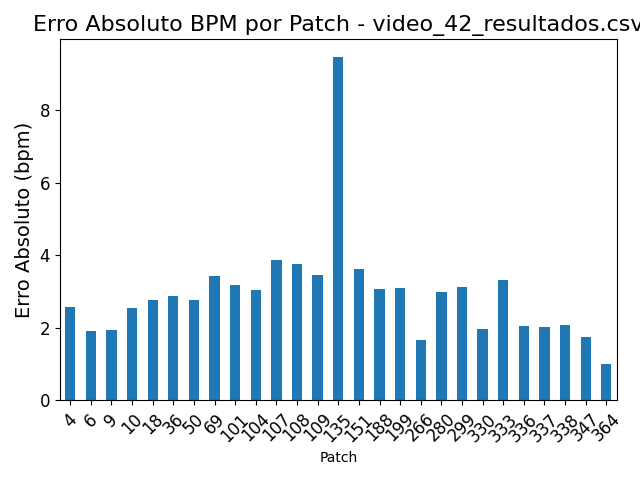 Erro Absoluto BPM por Patch - video_42_resultados.csv
Erro Absoluto (bpm)
8
6
4
2
0
4 6 9 10 18 36 50 69 101 104 107 108 109 135 151 188 199 266 280 299 330 333 336 337 338 347 364
Patch